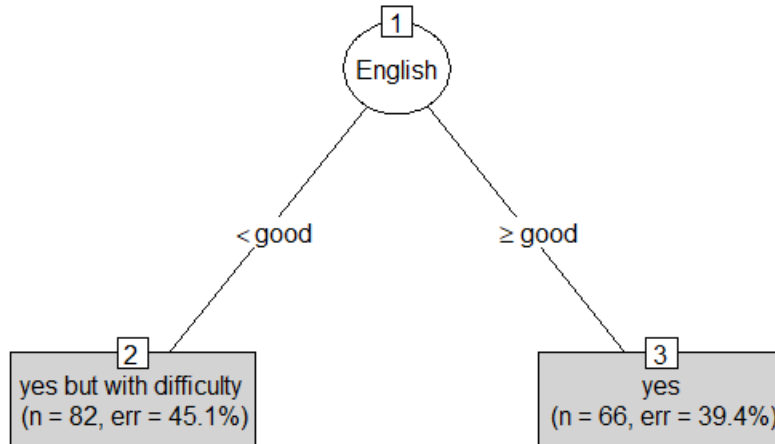 1
English
< good
≥ good
2
yes but with difficulty
(n = 82, err = 45.1%)
3
yes
(n = 66, err = 39.4%)